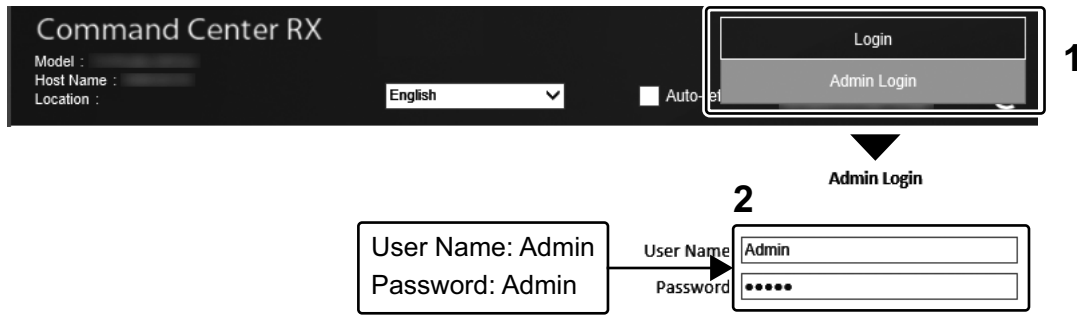 Command Center RX
Login
1
Model :
Host Name :
Admin Login
Location :
English
Auto-ref
Admin Login
2
User Name: Admin
User Name
Admin
Password: Admin
Password
•••••